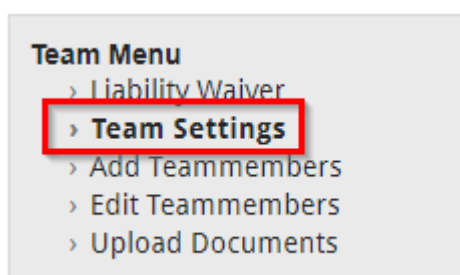 Team Menu
› Liability Waiver
› Team Settings
› Add Teammembers
› Edit Teammembers
› Upload Documents